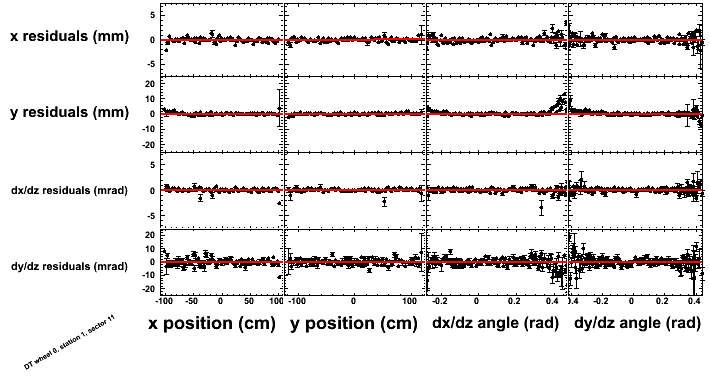 x residuals (mm)
5
0
-5
y residuals (mm)
20
10
0
-10
-20
dx/dz residuals (mrad)
5
0
-5
dy/dz residuals (mrad)
20
10
0
-10
-20
-100 -50 0 50 100 -100 0 100 -0.2 0 0.2 0.4 -0.4 -0.2 0 0.2 0.4
x position (cm) y position (cm) dx/dz angle (rad) dy/dz angle (rad)
DT wheel 0, station 1, sector 11